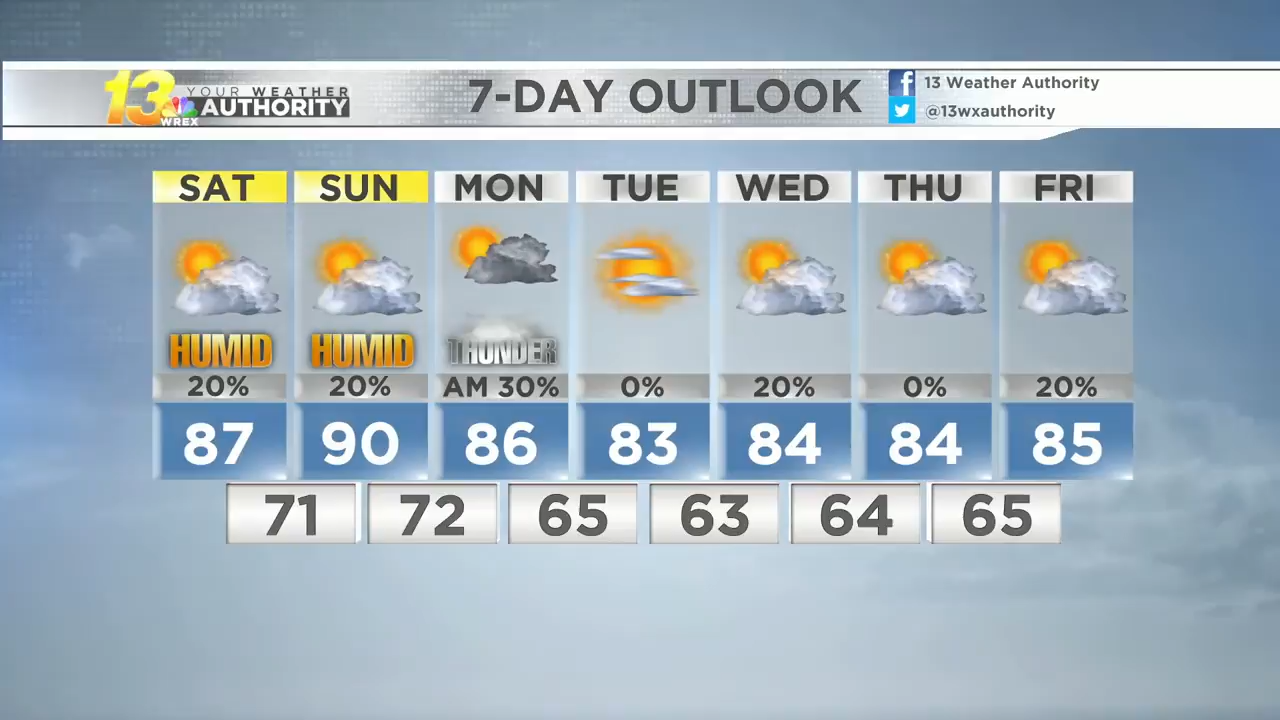 13 WREX YOUR WEATHER AUTHORITY
7-DAY OUTLOOK
f 13 Weather Authority
@13wxauthority
SAT SUN MON TUE WED THU FRI
HUMID HUMID THUNDER
20% 20% AM 30% 0% 20% 0% 20%
87 90 86 83 84 84 85
71 72 65 63 64 65